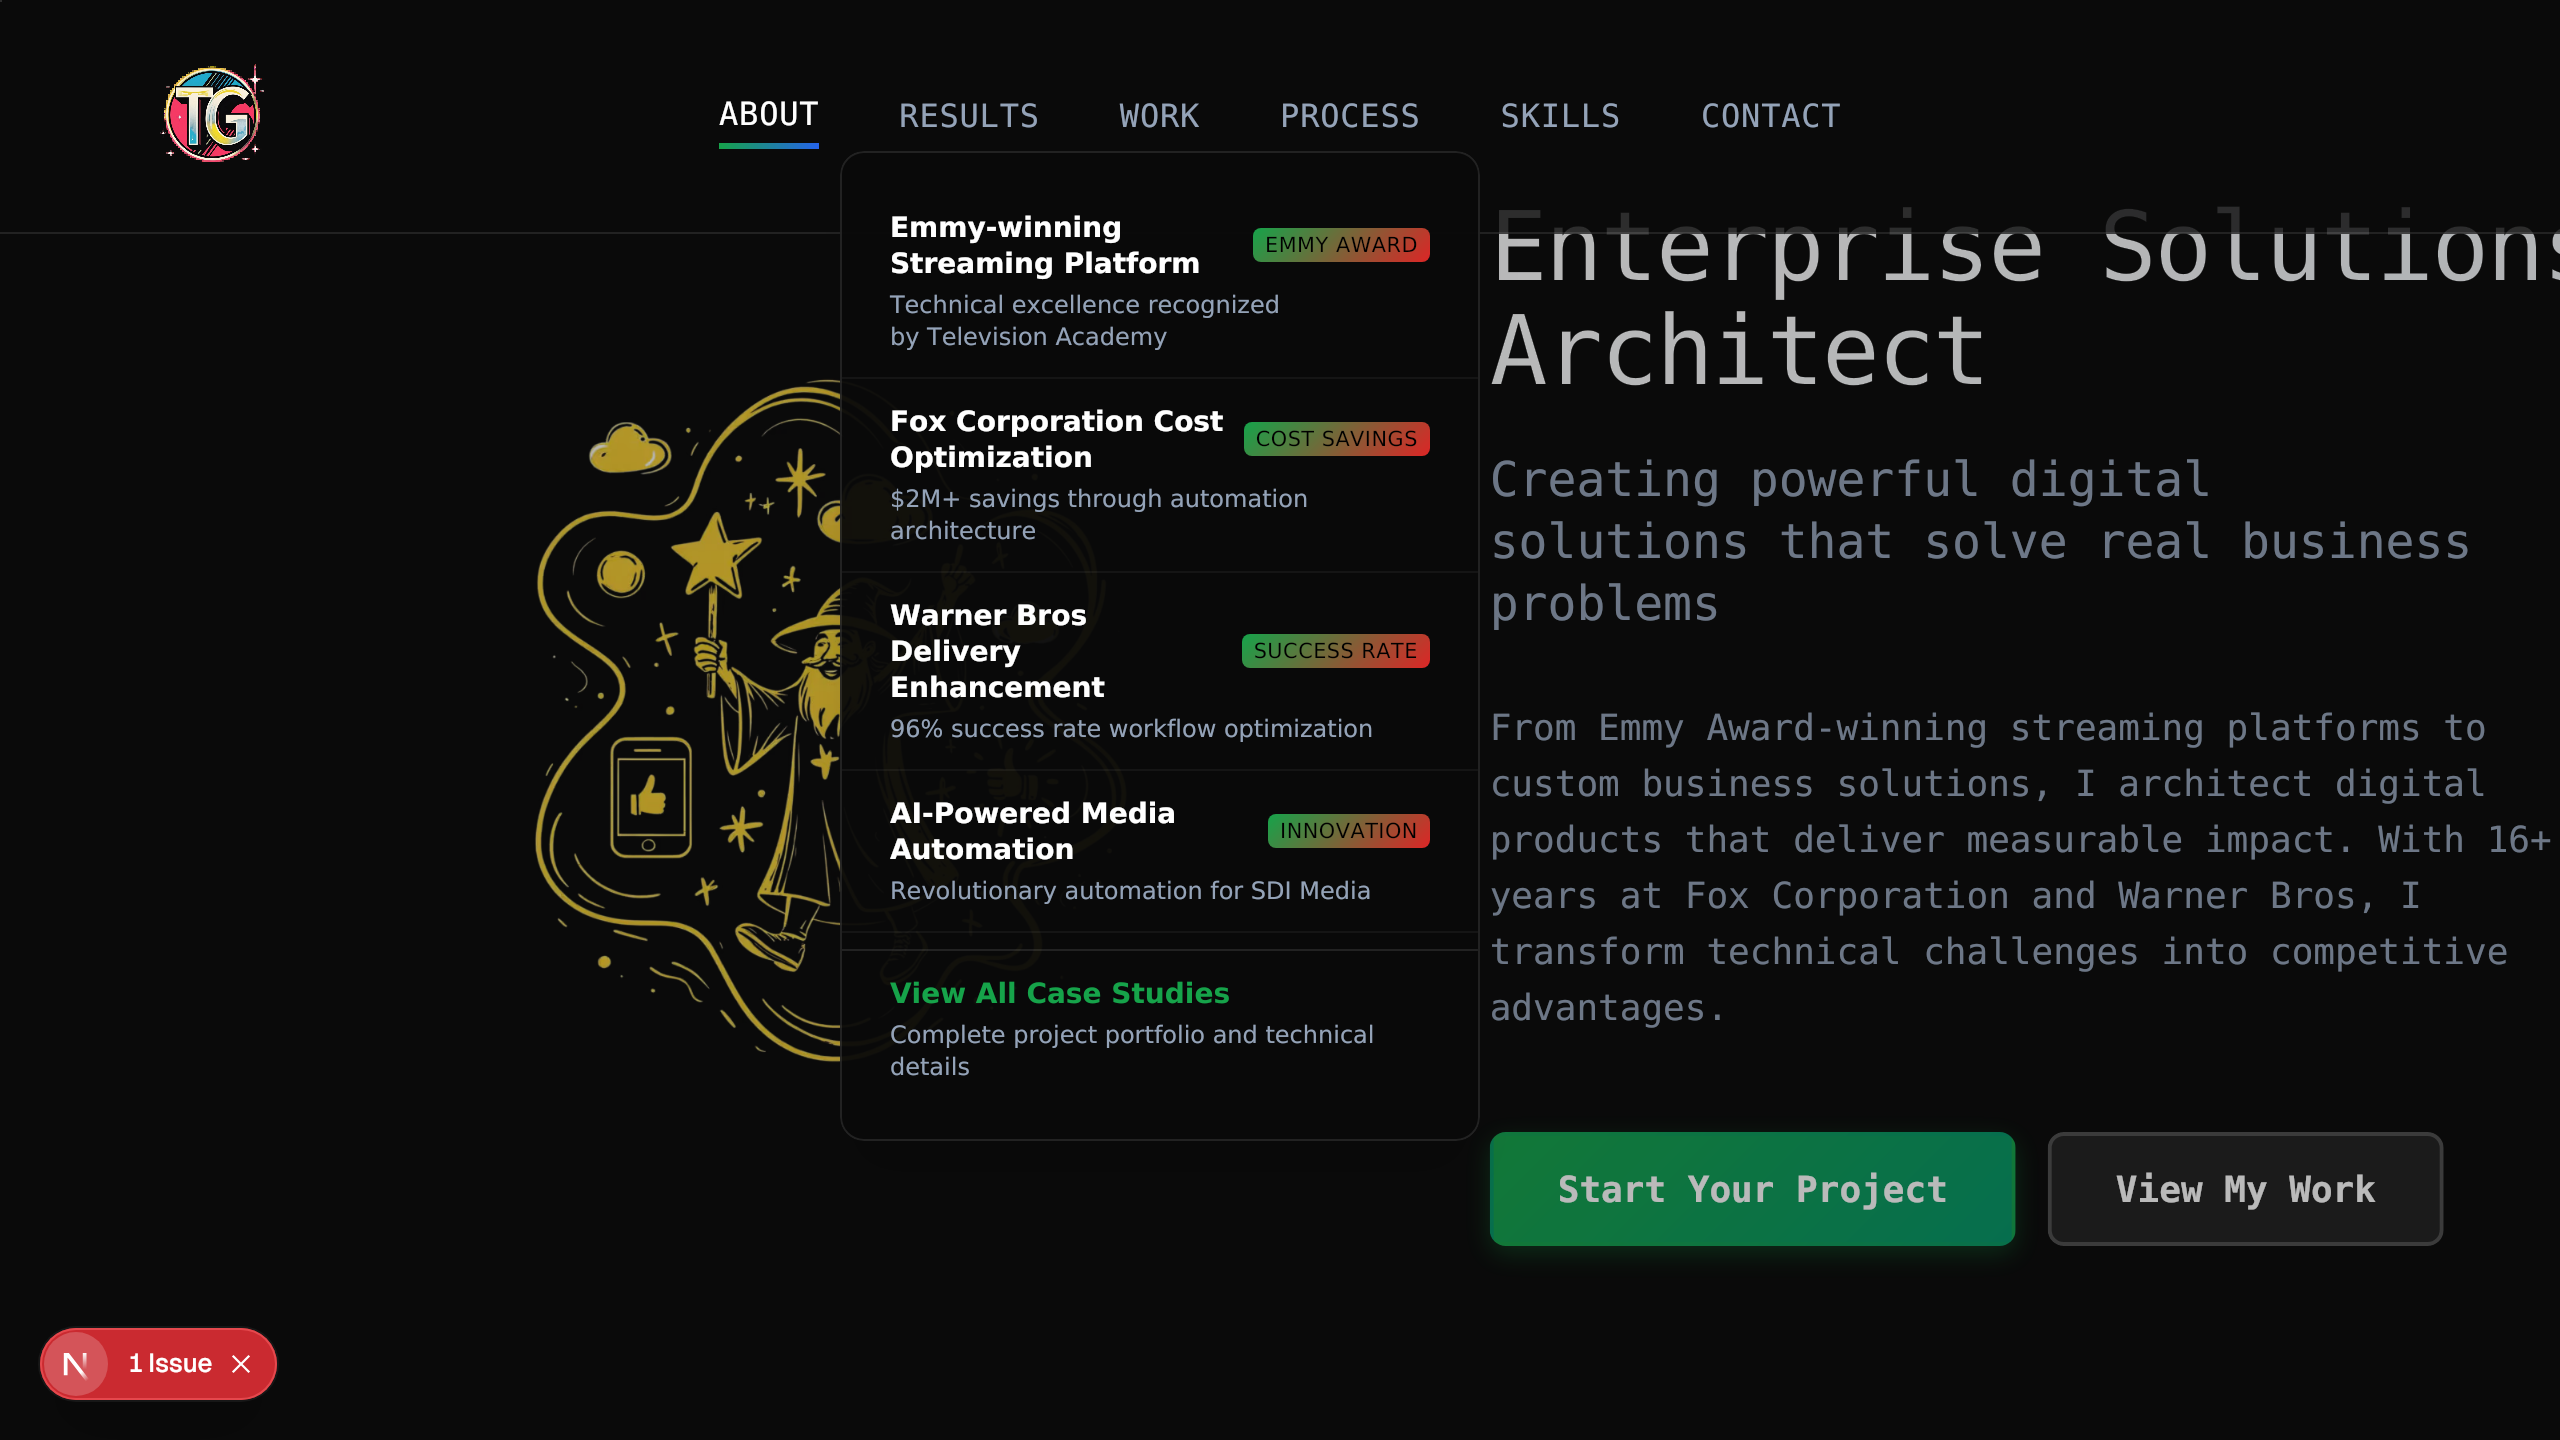 TG
ABOUT
RESULTS
WORK
PROCESS
SKILLS
CONTACT
Emmy-winning
Streaming Platform
EMMY AWARD
Technical excellence recognized
by Television Academy
Fox Corporation Cost
Optimization
COST SAVINGS
$2M+ savings through automation
architecture
Warner Bros
Delivery
Enhancement
SUCCESS RATE
96% success rate workflow optimization
AI-Powered Media
Automation
INNOVATION
Revolutionary automation for SDI Media
View All Case Studies
Complete project portfolio and technical
details
Enterprise Solutions
Architect
Creating powerful digital
solutions that solve real business
problems
From Emmy Award-winning streaming platforms to
custom business solutions, I architect digital
products that deliver measurable impact. With 16+
years at Fox Corporation and Warner Bros, I
transform technical challenges into competitive
advantages.
Start Your Project
View My Work
N
1 Issue